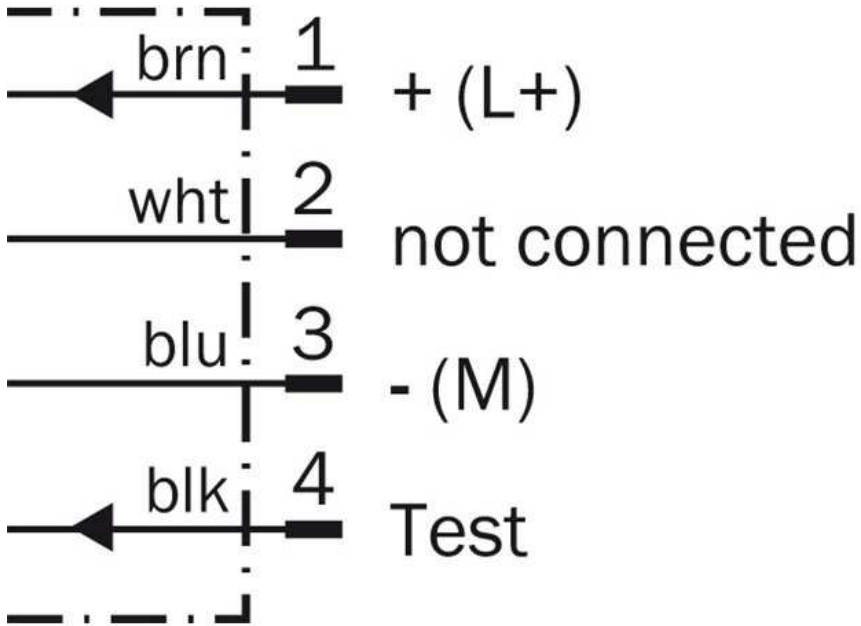 brn 1 + (L+)
wht 2 not connected
blu 3 - (M)
blk 4 Test